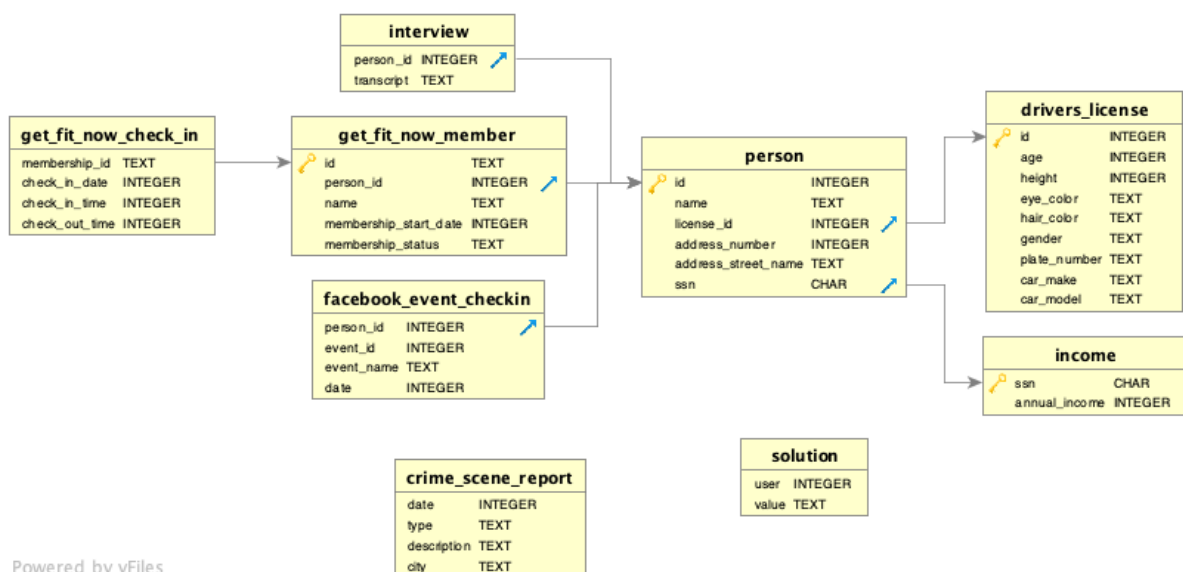 interview
person_id INTEGER
transcript TEXT
get_fit_now_check_in
membership_id TEXT
check_in_date INTEGER
check_in_time INTEGER
check_out_time INTEGER
get_fit_now_member
id TEXT
person_id INTEGER
name TEXT
membership_start_date INTEGER
membership_status TEXT
facebook_event_checkin
person_id INTEGER
event_id INTEGER
event_name TEXT
date INTEGER
person
id INTEGER
name TEXT
license_id INTEGER
address_number INTEGER
address_street_name TEXT
ssn CHAR
drivers_license
id INTEGER
age INTEGER
height INTEGER
eye_color TEXT
hair_color TEXT
gender TEXT
plate_number TEXT
car_make TEXT
car_model TEXT
income
ssn CHAR
annual_income INTEGER
solution
user INTEGER
value TEXT
crime_scene_report
date INTEGER
type TEXT
description TEXT
city TEXT
Powered by yFiles